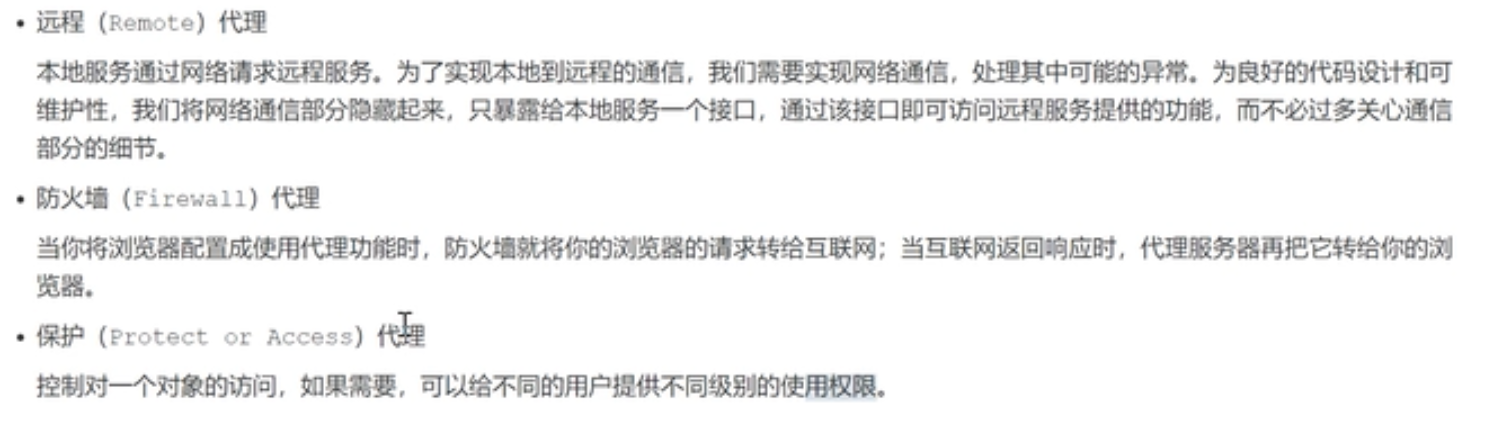 • 远程（Remote）代理
本地服务通过网络请求远程服务。为了实现本地到远程的通信，我们需要实现网络通信，处理其中可能的异常。为良好的代码设计和可
维护性，我们将网络通信部分隐藏起来，只暴露给本地服务一个接口，通过该接口即可访问远程服务提供的功能，而不必过多关心通信
部分的细节。
• 防火墙（Firewall）代理
当你将浏览器配置成使用代理功能时，防火墙就将你的浏览器的请求转给互联网；当互联网返回响应时，代理服务器再把它转给你的浏
览器。
• 保护（Protect or Access）代理
控制对一个对象的访问，如果需要，可以给不同的用户提供不同级别的使用权限。